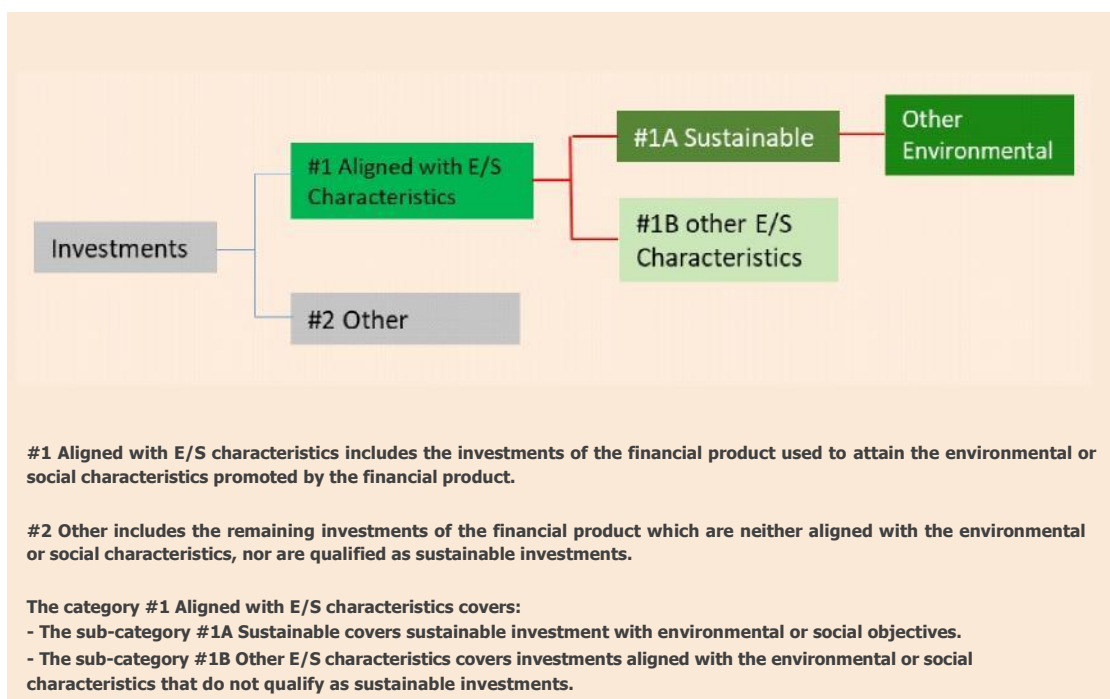 Investments
#1 Aligned with E/S
Characteristics
#2 Other
#1A Sustainable
#1B other E/S
Characteristics
Other
Environmental
#1 Aligned with E/S characteristics includes the investments of the financial product used to attain the environmental or
social characteristics promoted by the financial product.
#2 Other includes the remaining investments of the financial product which are neither aligned with the environmental
or social characteristics, nor are qualified as sustainable investments.
The category #1 Aligned with E/S characteristics covers:
- The sub-category #1A Sustainable covers sustainable investment with environmental or social objectives.
- The sub-category #1B Other E/S characteristics covers investments aligned with the environmental or social
characteristics that do not qualify as sustainable investments.